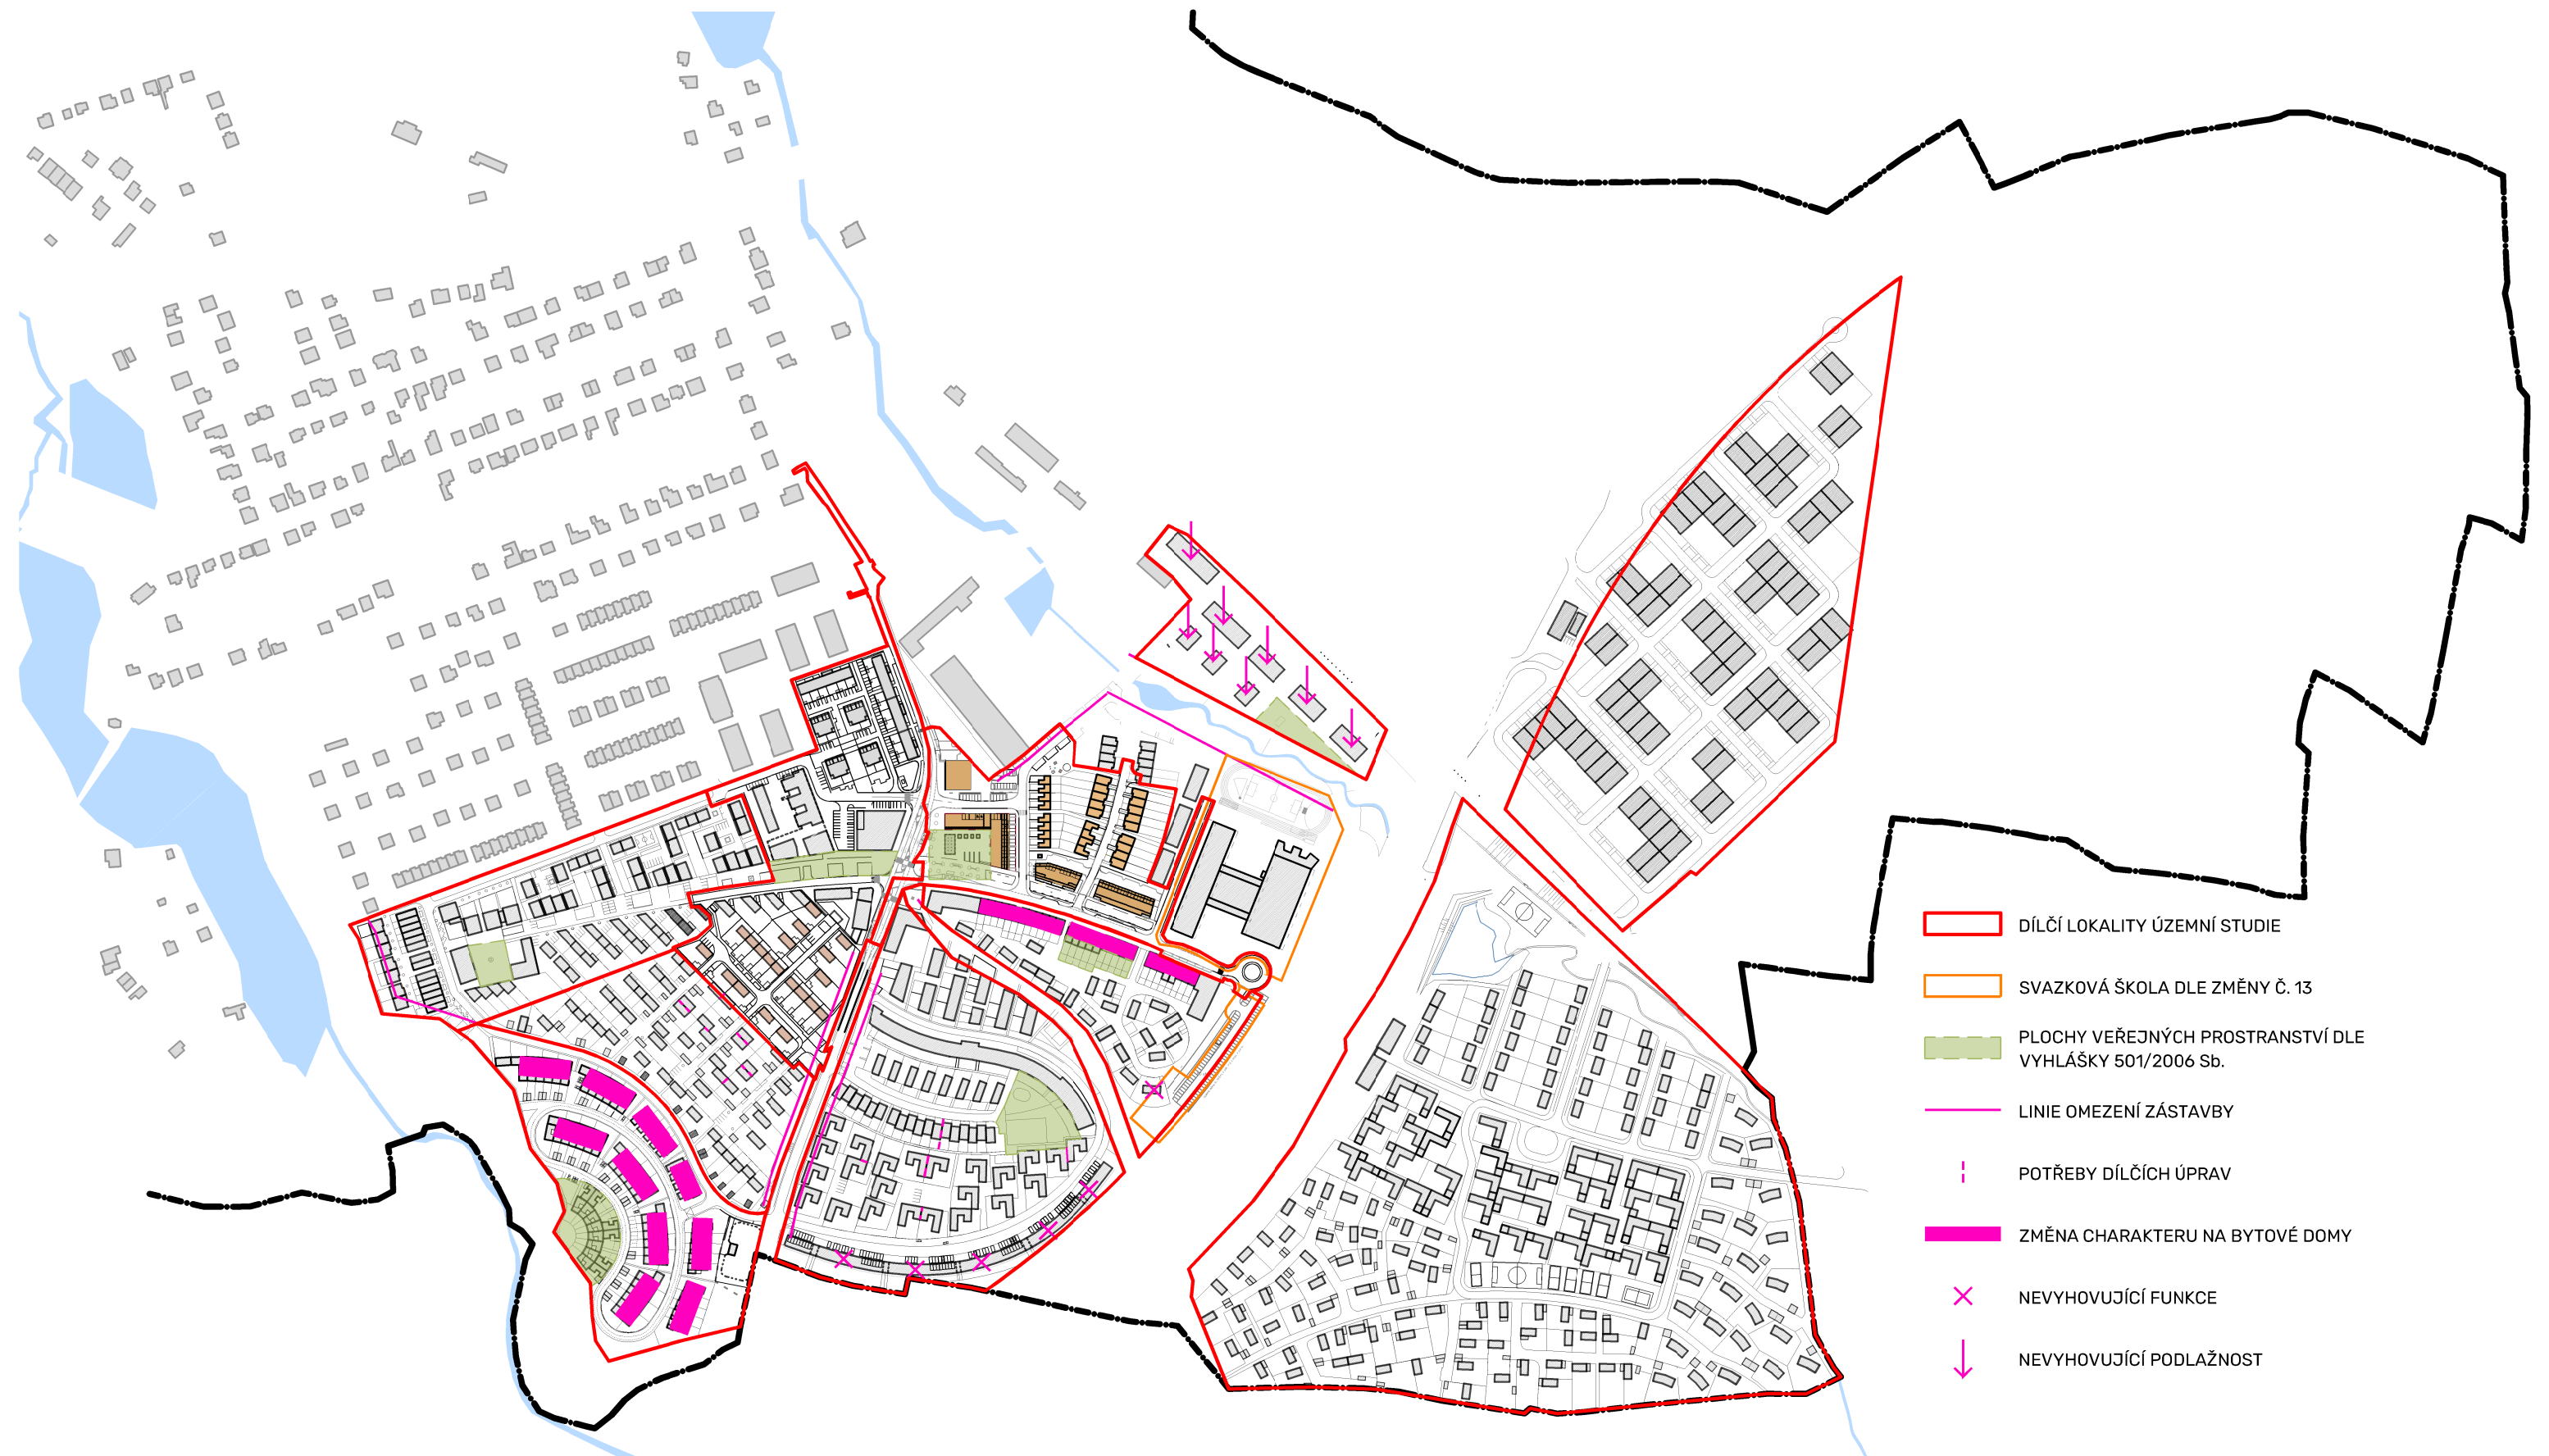 DÍLČÍ LOKALITY ÚZEMNÍ STUDIE
SVAZKOVÁ ŠKOLA DLE ZMĚNY Č. 13
PLOCHY VEŘEJNÝCH PROSTRANSTVÍ DLE
VYHLÁŠKY 501/2006 Sb.
LINIE OMEZENÍ ZÁSTAVBY
POTŘEBY DÍLČÍCH ÚPRAV
ZMĚNA CHARAKTERU NA BYTOVÉ DOMY
NEVYHOVUJÍCÍ FUNKCE
NEVYHOVUJÍCÍ PODLAŽNOST